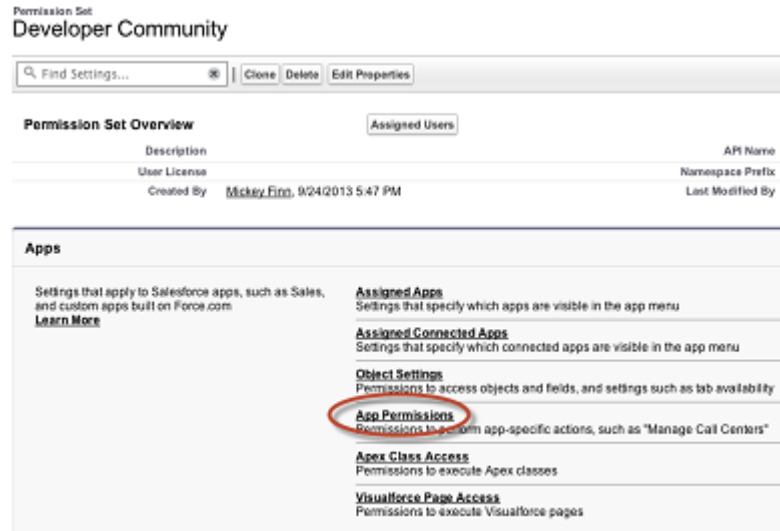 Permission Set
Developer Community
Find Settings...
Clone Delete Edit Properties
Permission Set Overview
Assigned Users
Description
API Name
User License
Namespace Prefix
Created By Mickey Finn, 9/24/2013 5:47 PM
Last Modified By
Apps
Settings that apply to Salesforce apps, such as Sales,
and custom apps built on Force.com
Learn More
Assigned Apps
Settings that specify which apps are visible in the app menu
Assigned Connected Apps
Settings that specify which connected apps are visible in the app menu
Object Settings
Permissions to access objects and fields, and settings such as tab availability
App Permissions
Permissions to perform app-specific actions, such as "Manage Call Centers"
Apex Class Access
Permissions to execute Apex classes
Visualforce Page Access
Permissions to execute Visualforce pages